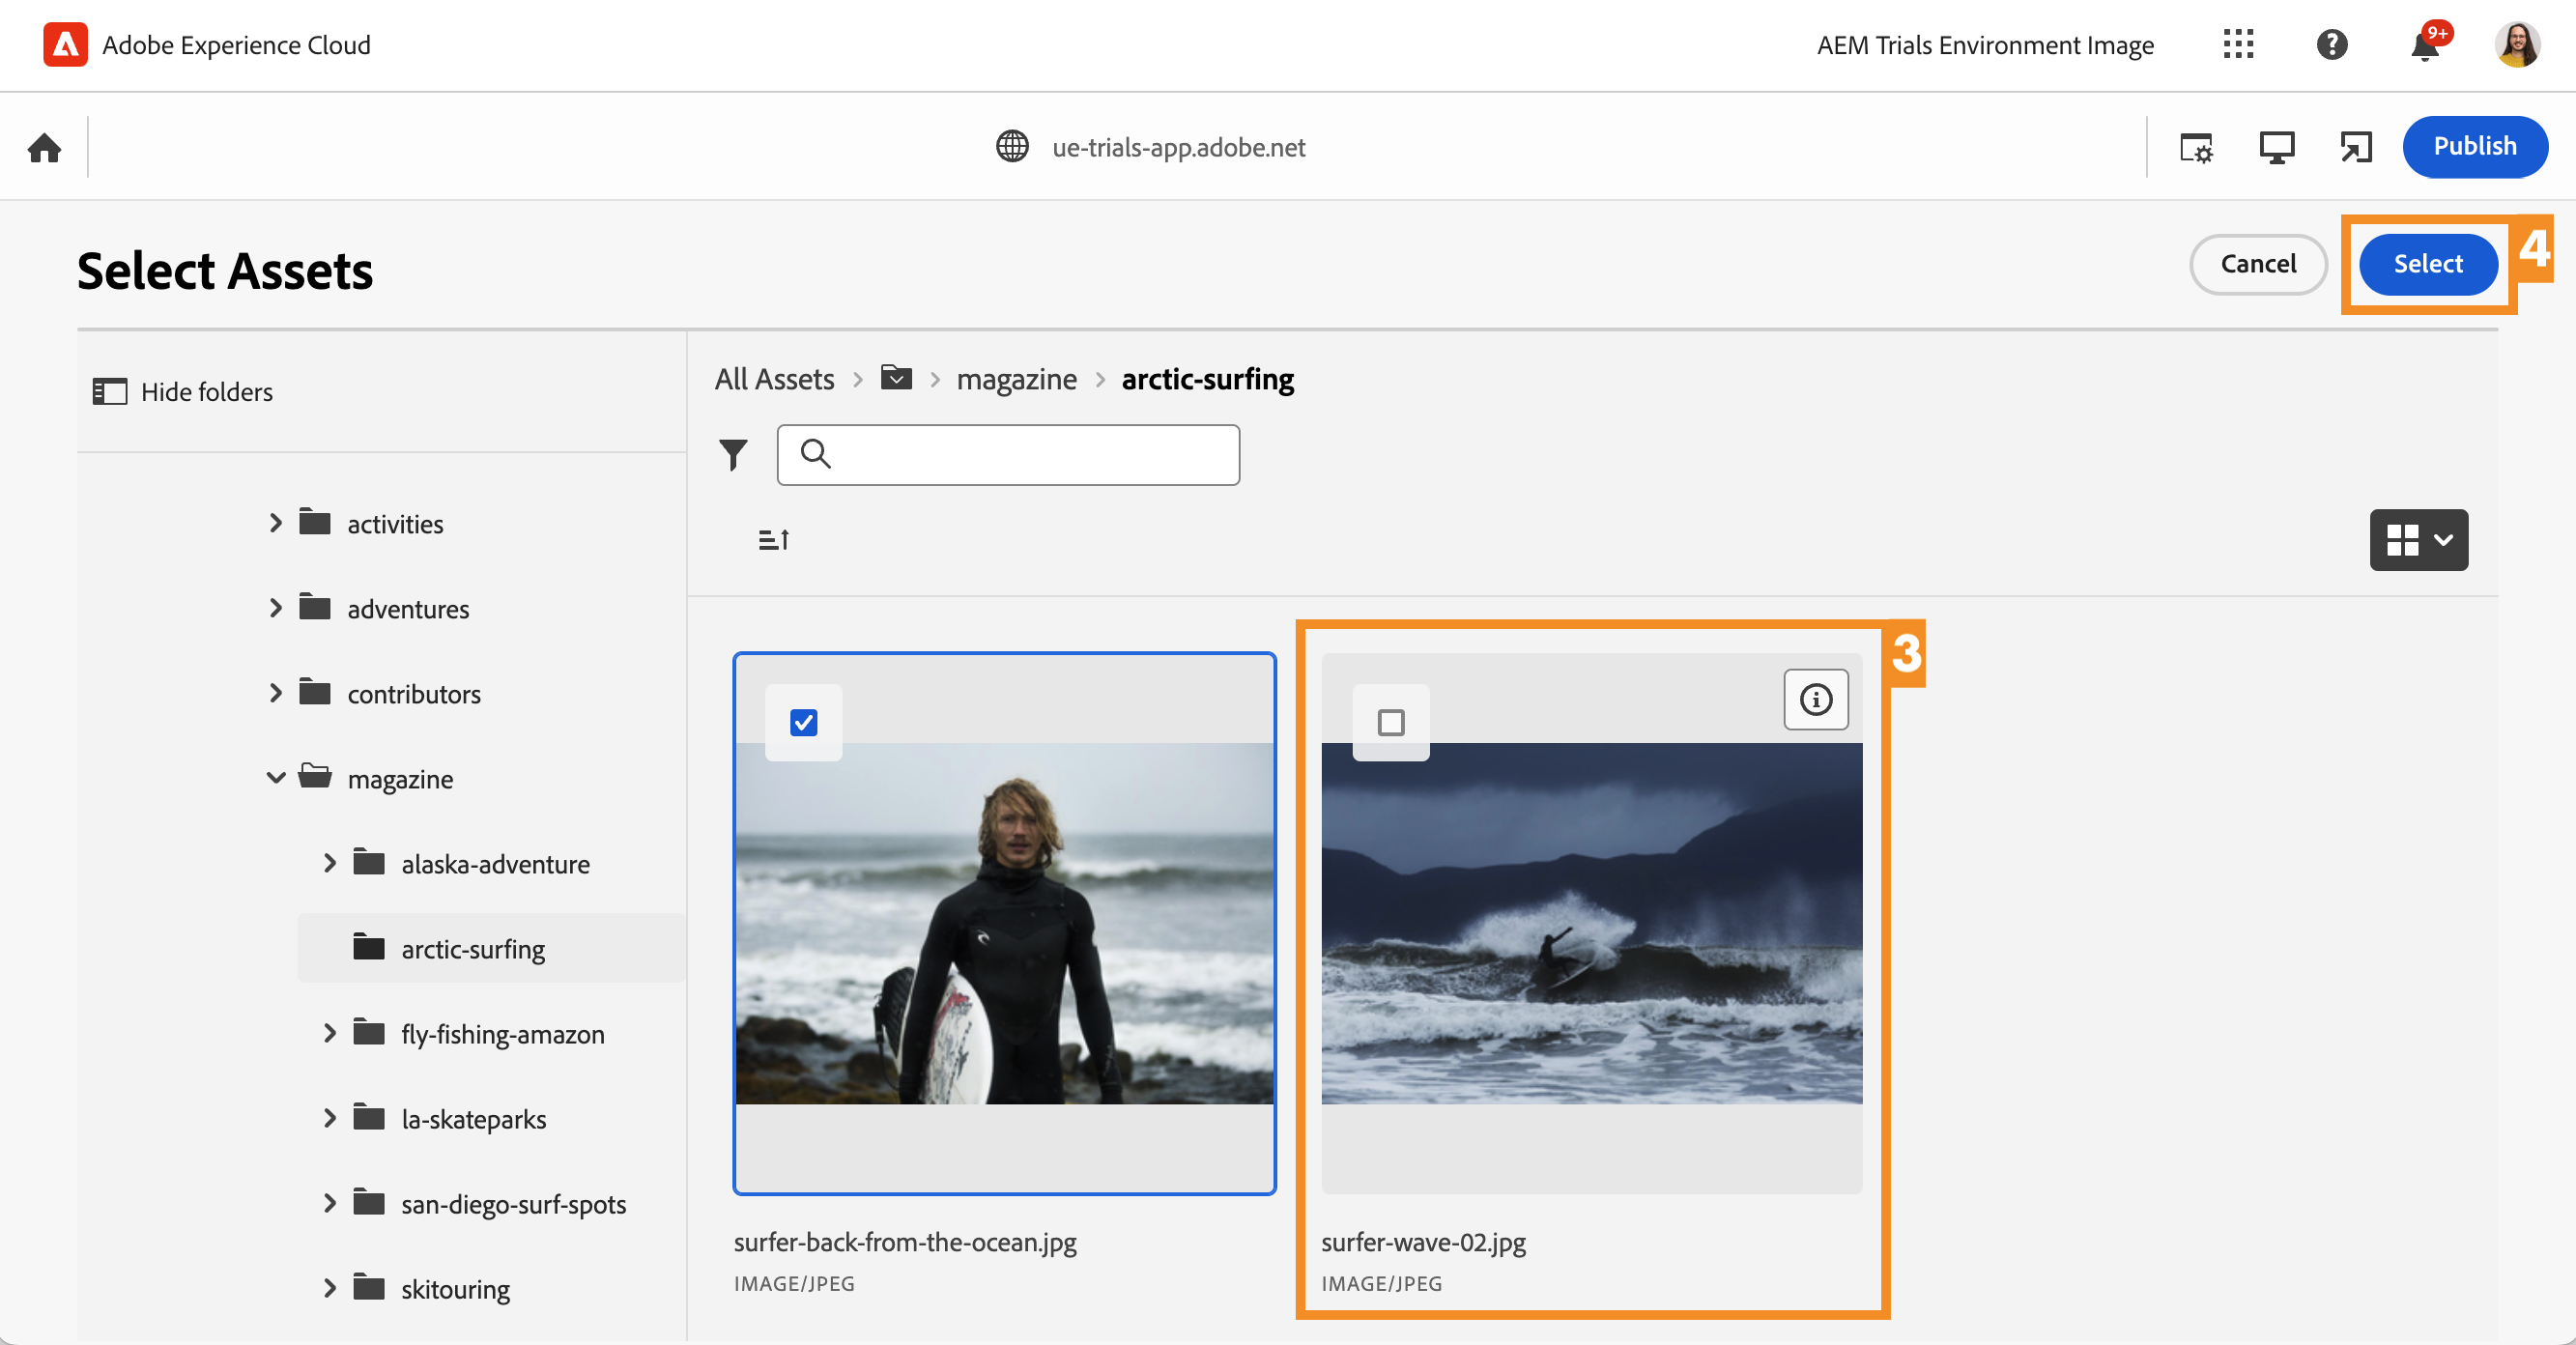 Adobe Experience Cloud
AEM Trials Environment Image
9+
ue-trials-app.adobe.net
Publish
Select Assets
Cancel
Select
4
Hide folders
All Assets > > magazine > arctic-surfing
activities
adventures
contributors
magazine
alaska-adventure
arctic-surfing
fly-fishing-amazon
la-skateparks
san-diego-surf-spots
skitouring
3
surfer-back-from-the-ocean.jpg
IMAGE/JPEG
surfer-wave-02.jpg
IMAGE/JPEG